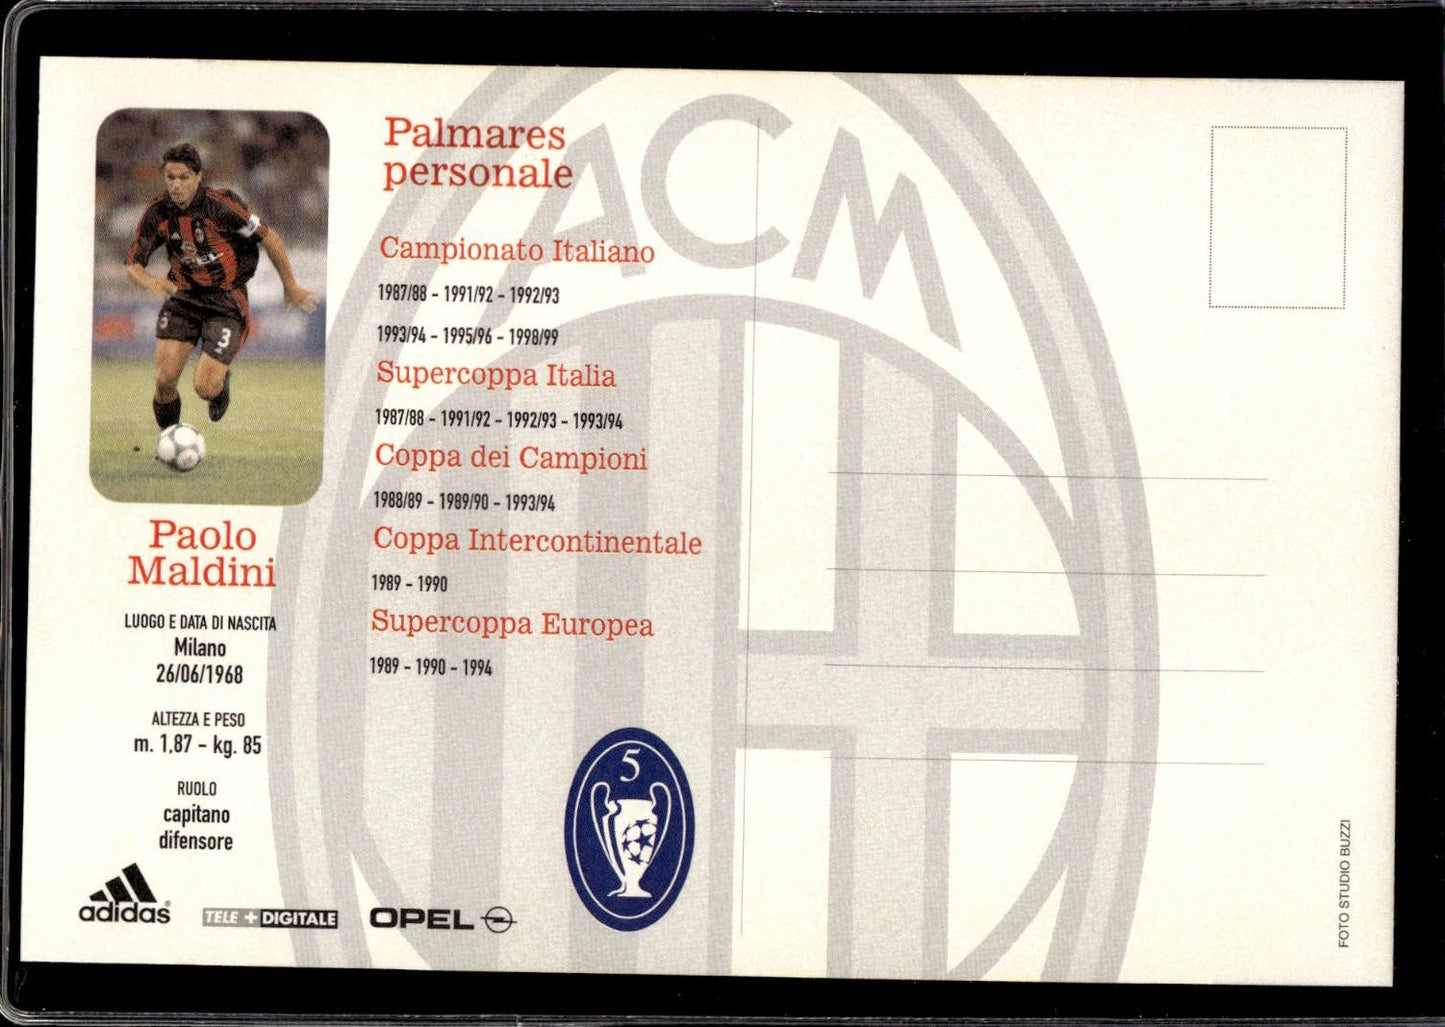 Palmares
personale
Campionato Italiano
1987/88 - 1991/92 - 1992/93
1993/94 - 1995/96 - 1998/99
Supercoppa Italia
1987/88 - 1991/92 - 1992/93 - 1993/94
Coppa dei Campioni
1988/89 - 1989/90 - 1993/94
Coppa Intercontinentale
1989 - 1990
Supercoppa Europea
1989 - 1990 - 1994
Paolo
Maldini
LUOGO E DATA DI NASCITA
Milano
26/06/1968
ALTEZZA E PESO
m. 1,87 - kg. 85
RUOLO
capitano
difensore
adidas®
TELE + DIGITALE
OPEL
5
ACM
3
FOTO STUDIO BUZZI